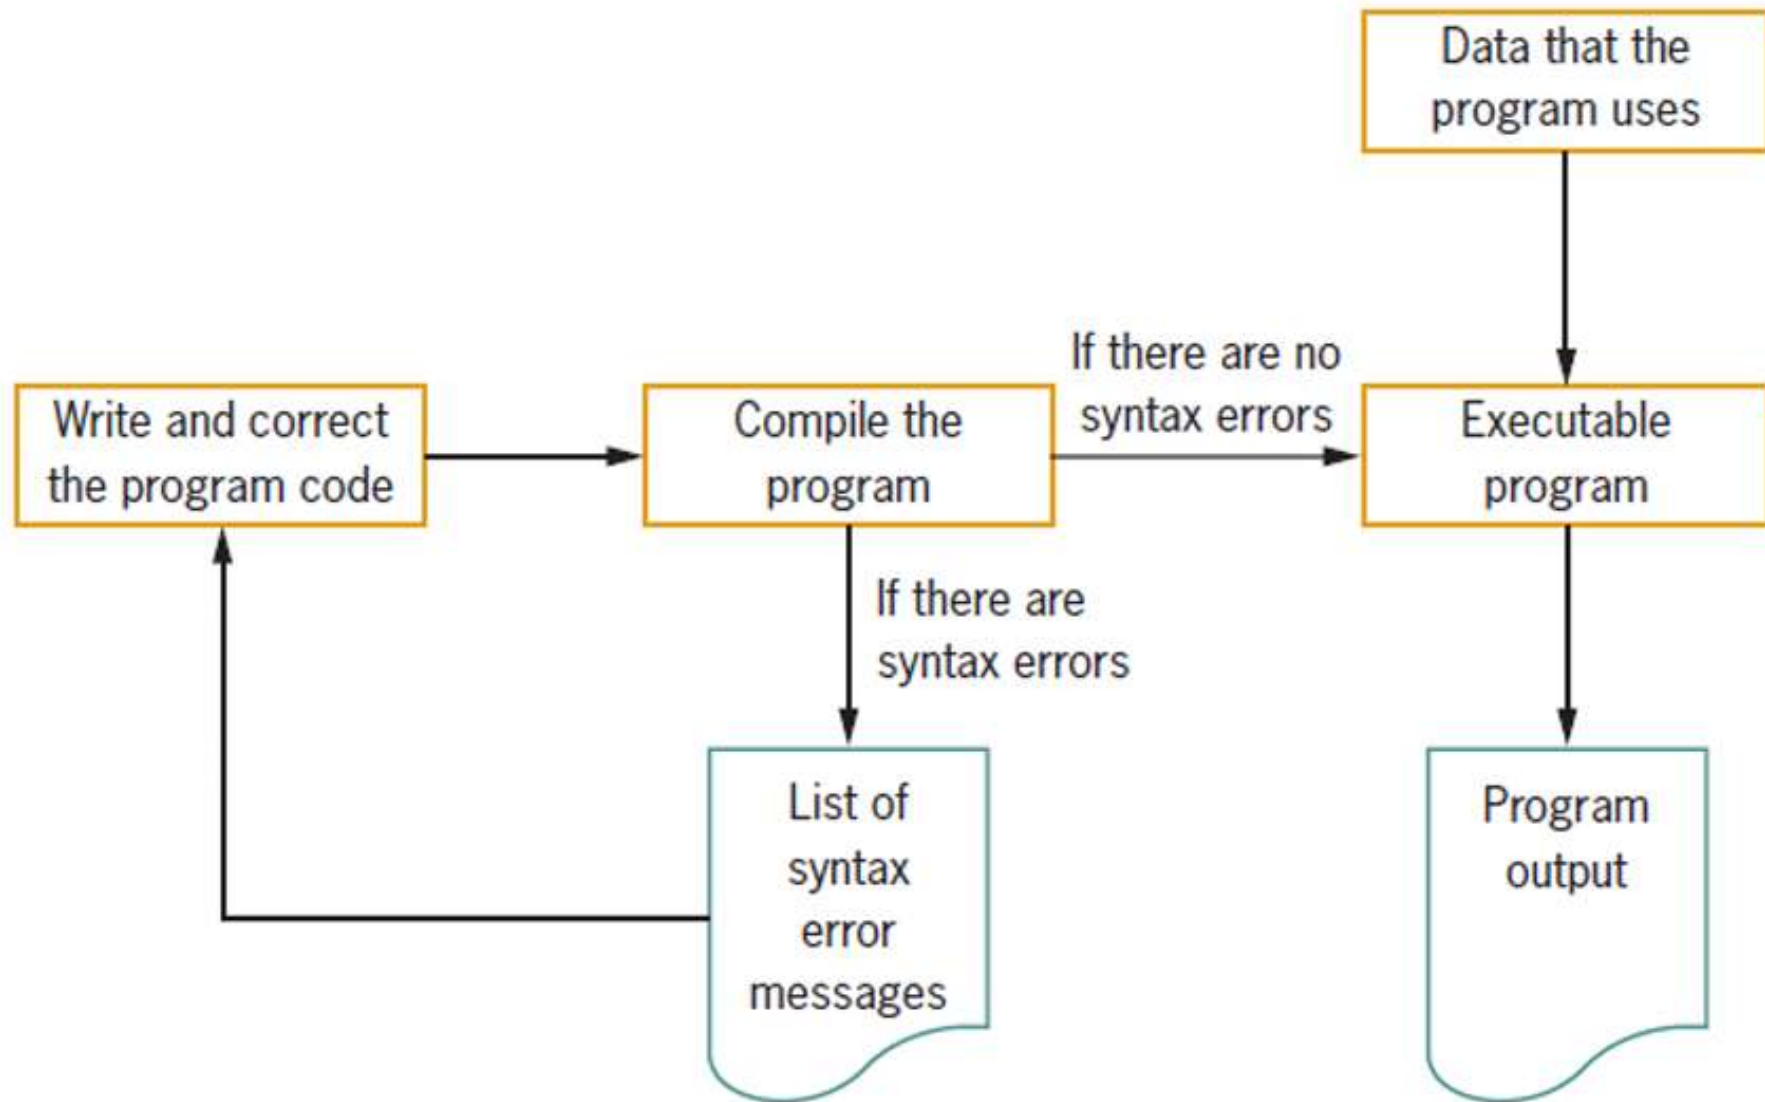 Data that the
program uses
If there are no
syntax errors
Write and correct
the program code
Compile the
program
Executable
program
If there are
syntax errors
List of
syntax
error
messages
Program
output